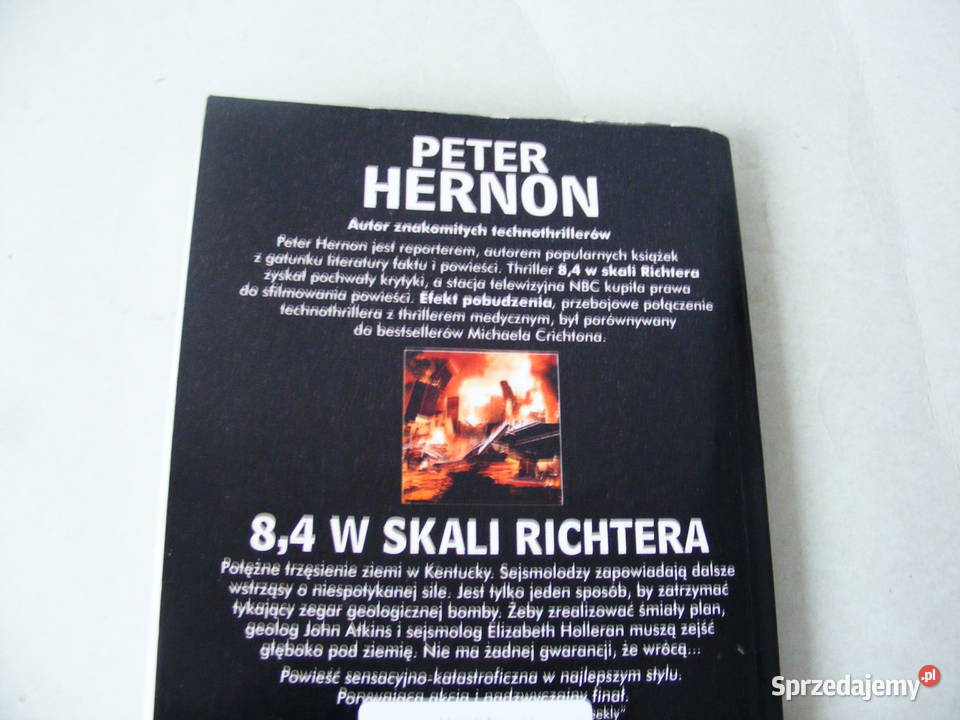 PETER
HERNON
Autor znakomitych technothrillerów
Peter Hernon jest reporterem, autorem popularnych książek
z gatunku literatury faktu i powieści. Thriller 8,4 w skali Richtera
zyskał pochwały krytyki, a stacja telewizyjna NBC kupiła prawa
do sfilmowania powieści. Efekt pobudzenia, przebojowe połączenie
technothrillera z thrillerem medycznym, był porównywany
do bestsellerów Michaela Crichtona.
8,4 W SKALI RICHTERA
Potężne trzęsienie ziemi w Kentucky. Sejsmolodzy zapowiadają dalsze
wstrząsy o niespotykanej sile. Jest tylko jeden sposób, by zatrzymać
tykający zegar geologicznej bomby. Żeby zrealizować śmiały plan,
geolog John Atkins i sejsmolog Elizabeth Holleran muszą zejść
głęboko pod ziemię. Nie ma żadnej gwarancji, że wrócą...
Powieść sensacyjno-katastroficzna w najlepszym stylu.
Porywająca akcja i nadzwyczajny finał.
eekly"
Sprzedajemy.pl